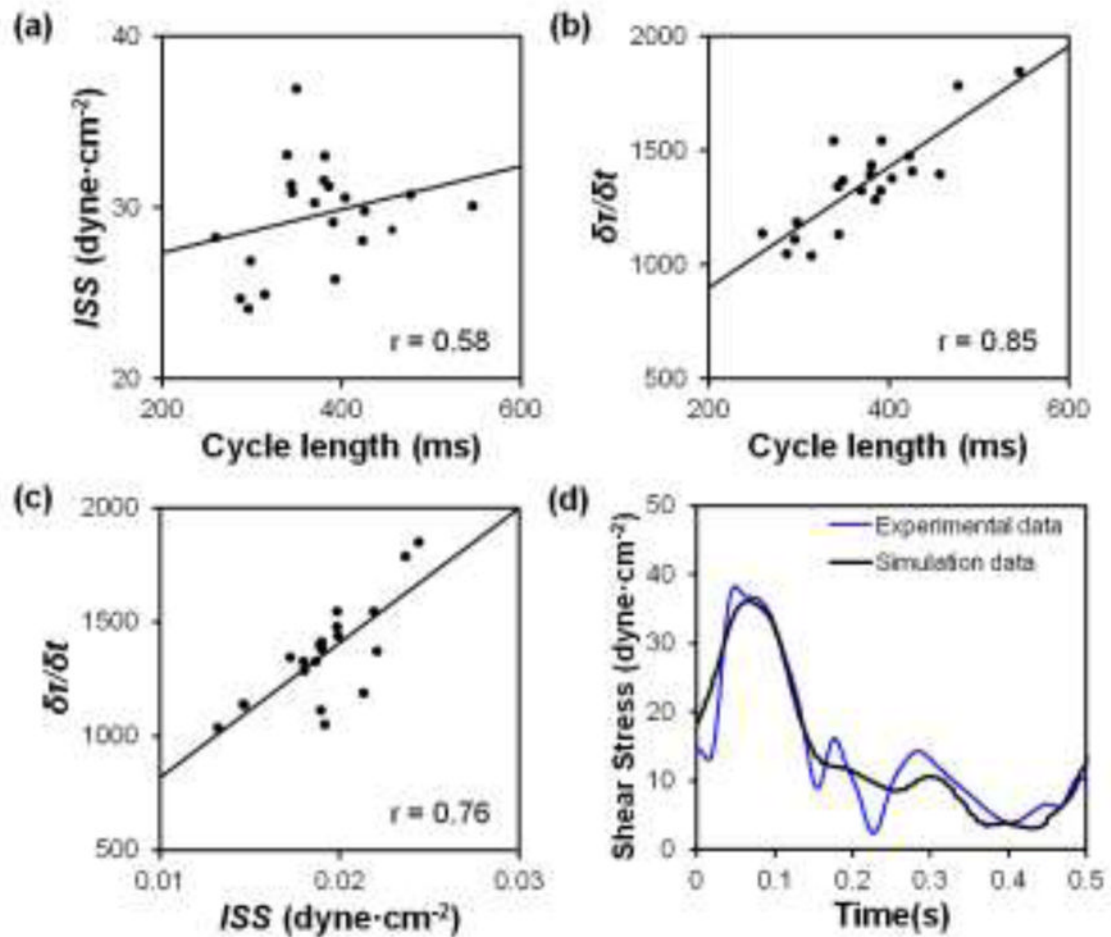 (a)
40
30
20
ISS (dyne·cm⁻²)
200 400 600
Cycle length (ms)
r = 0.58
(b)
2000
1500
1000
500
δτ/δt
200 400 600
Cycle length (ms)
r = 0.85
(c)
2000
1500
1000
500
δτ/δt
0.01 0.02 0.03
ISS (dyne·cm⁻²)
r = 0.76
(d)
50
40
30
20
10
0
Shear Stress (dyne·cm⁻²)
Experimental data
Simulation data
0 0.1 0.2 0.3 0.4 0.5
Time(s)